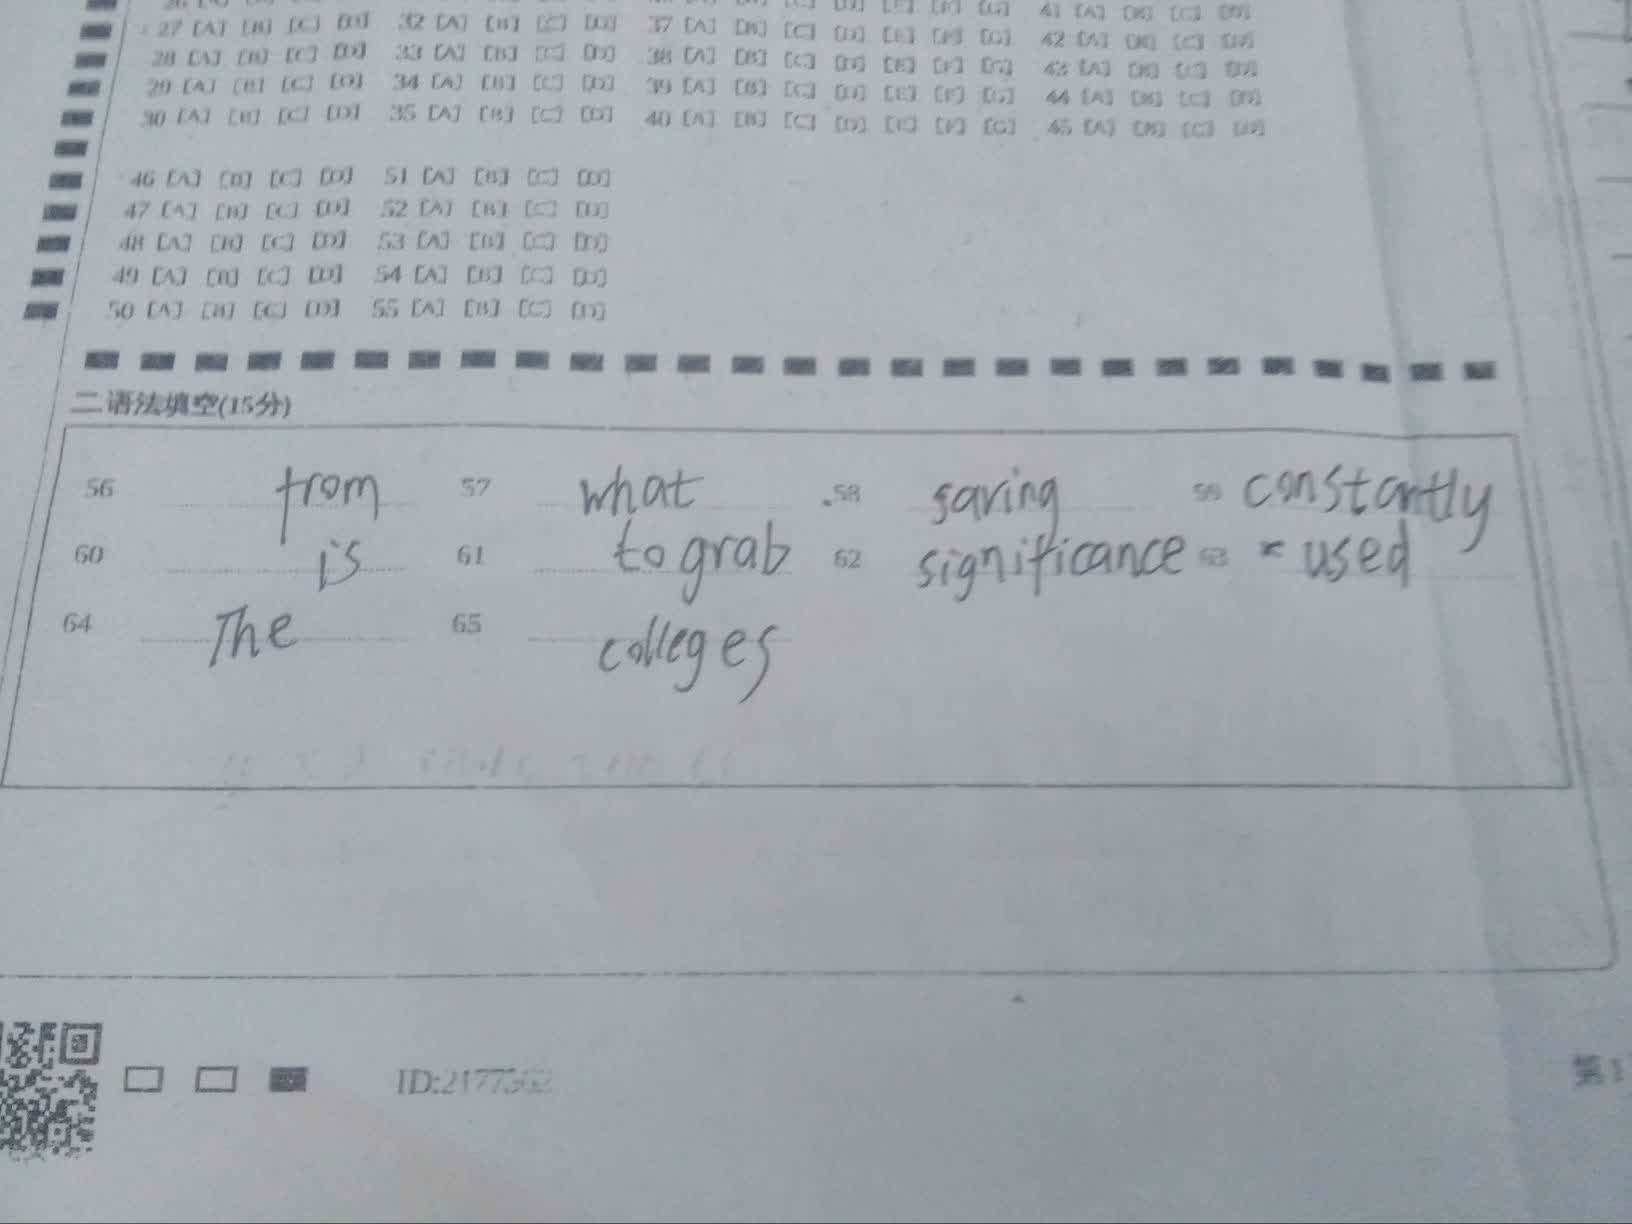 27 [A] [B] [C] [D] 32 [A] [B] [C] [D] 37 [A] [B] [C] [D] [E] [F] [G] 41 [A] [B] [C] [D]
28 [A] [B] [C] [D] 33 [A] [B] [C] [D] 38 [A] [B] [C] [D] [E] [F] [G] 42 [A] [B] [C] [D]
29 [A] [B] [C] [D] 34 [A] [B] [C] [D] 39 [A] [B] [C] [D] [E] [F] [G] 43 [A] [B] [C] [D]
30 [A] [B] [C] [D] 35 [A] [B] [C] [D] 40 [A] [B] [C] [D] [E] [F] [G] 44 [A] [B] [C] [D]
45 [A] [B] [C] [D]
46 [A] [B] [C] [D] 51 [A] [B] [C] [D]
47 [A] [B] [C] [D] 52 [A] [B] [C] [D]
48 [A] [B] [C] [D] 53 [A] [B] [C] [D]
49 [A] [B] [C] [D] 54 [A] [B] [C] [D]
50 [A] [B] [C] [D] 55 [A] [B] [C] [D]
二 语法填空(15分)
56 from 57 what 58 saving 59 constantly
60 is 61 to grab 62 significance 63 used
64 The 65 colleges
第1